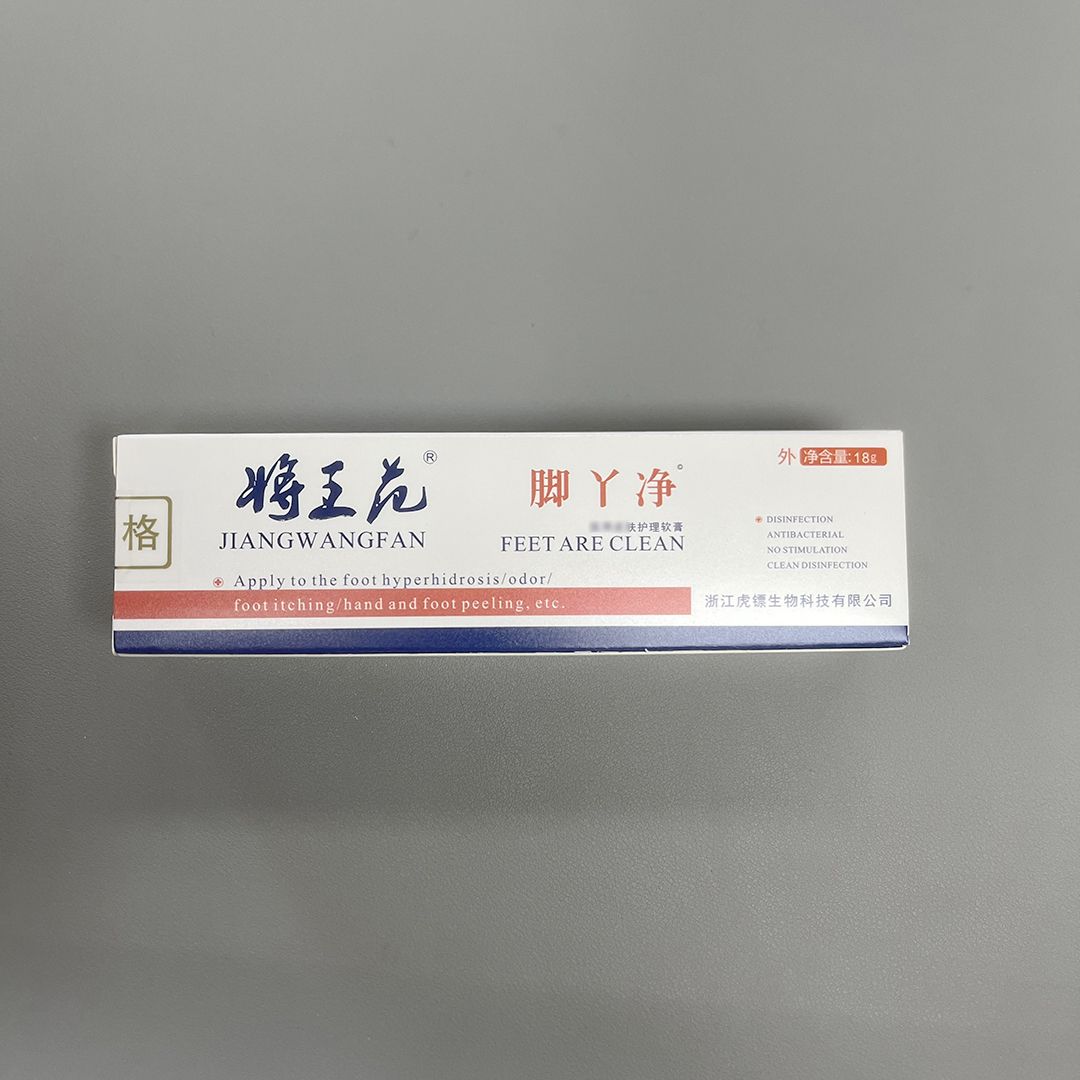 格
将王范®
JIANGWANGFAN
脚丫净©
肤护理软膏
FEET ARE CLEAN
外 净含量:18g
DISINFECTION
ANTIBACTERIAL
NO STIMULATION
CLEAN DISINFECTION
Apply to the foot hyperhidrosis/odor/
foot itching/hand and foot peeling, etc.
浙江虎镖生物科技有限公司